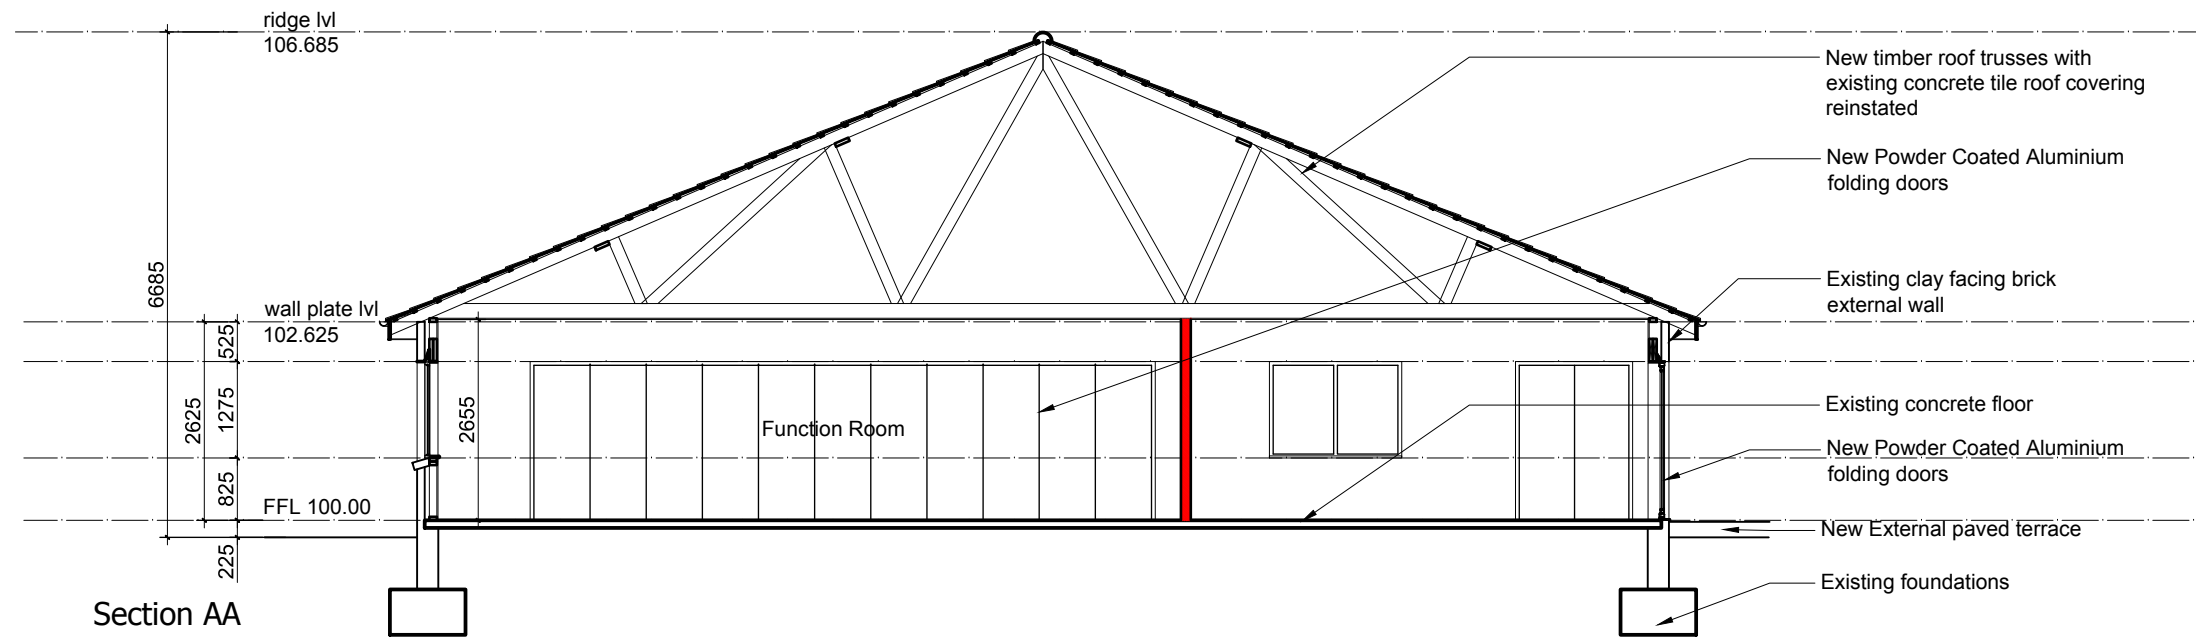 ridge lvl
106.685
New timber roof trusses with
existing concrete tile roof covering
reinstated
New Powder Coated Aluminium
folding doors
6685
wall plate lvl
102.625
Existing clay facing brick
external wall
525
2625
1275
2655
825
Function Room
Existing concrete floor
New Powder Coated Aluminium
folding doors
FFL 100.00
225
New External paved terrace
Existing foundations
Section AA